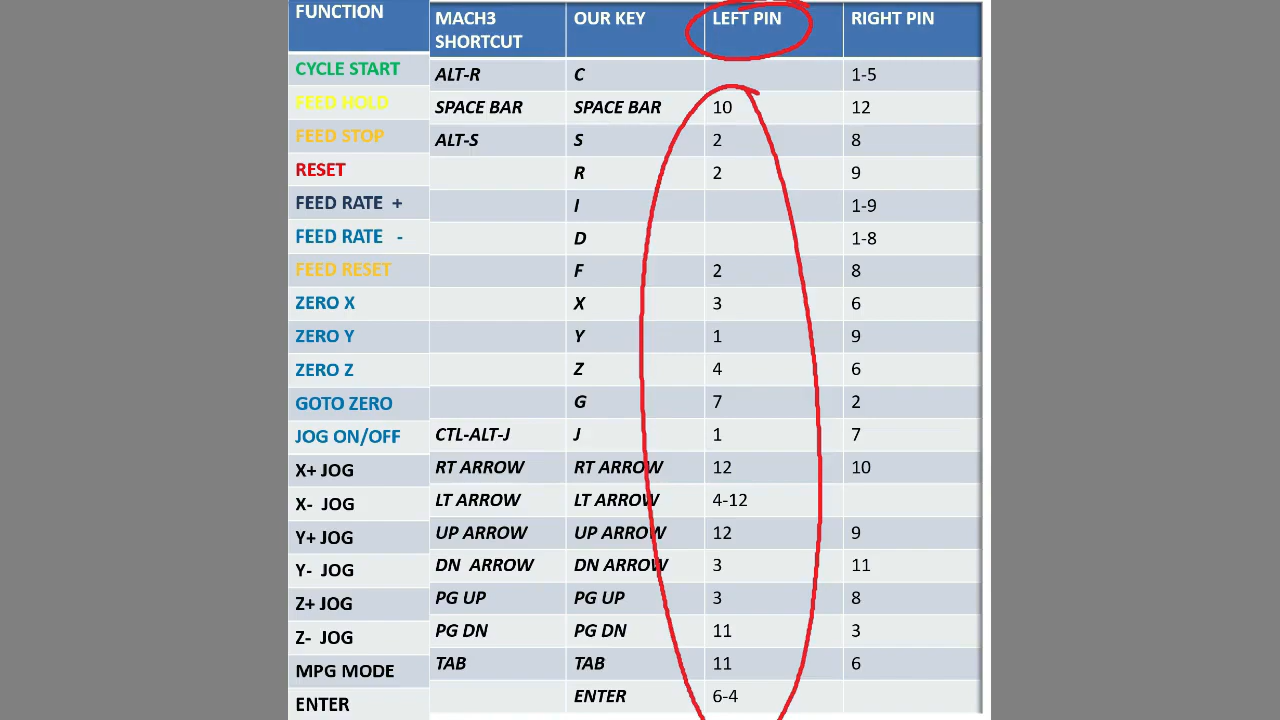 FUNCTION MACH3 SHORTCUT OUR KEY LEFT PIN RIGHT PIN
CYCLE START ALT-R C 1-5
FEED HOLD SPACE BAR SPACE BAR 10 12
FEED STOP ALT-S S 2 8
RESET R 2 9
FEED RATE + I 1-9
FEED RATE - D 1-8
FEED RESET F 2 8
ZERO X X 3 6
ZERO Y Y 1 9
ZERO Z Z 4 6
GOTO ZERO G 7 2
JOG ON/OFF CTL-ALT-J J 1 7
X+ JOG RT ARROW RT ARROW 12 10
X- JOG LT ARROW LT ARROW 4-12
Y+ JOG UP ARROW UP ARROW 12 9
Y- JOG DN ARROW DN ARROW 3 11
Z+ JOG PG UP PG UP 3 8
Z- JOG PG DN PG DN 11 3
MPG MODE TAB TAB 11 6
ENTER ENTER 6-4